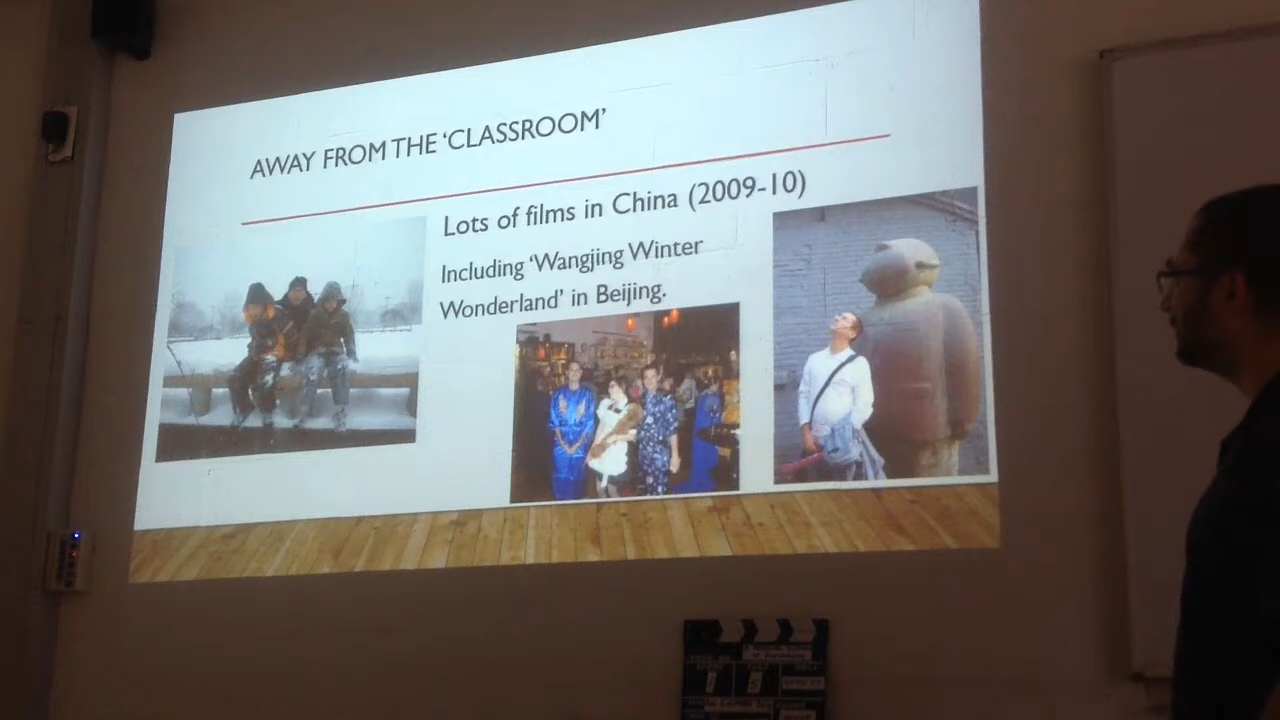 AWAY FROM THE ‘CLASSROOM’
Lots of films in China (2009-10)
Including ‘Wangjing Winter
Wonderland’ in Beijing.